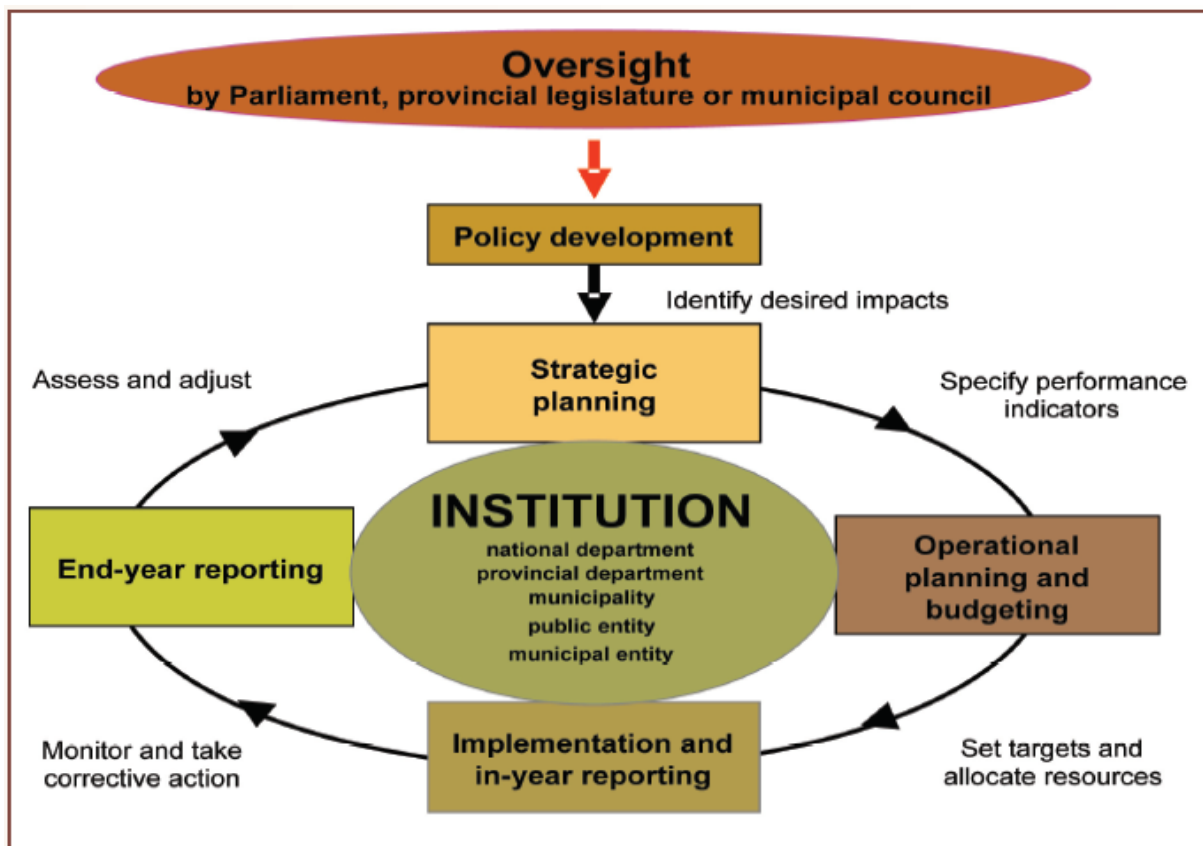 Oversight
by Parliament, provincial legislature or municipal council
Policy development
Identify desired impacts
Strategic
planning
Assess and adjust
Specify performance
indicators
INSTITUTION
national department
provincial department
municipality
public entity
municipal entity
End-year reporting
Operational
planning and
budgeting
Implementation and
in-year reporting
Monitor and take
corrective action
Set targets and
allocate resources